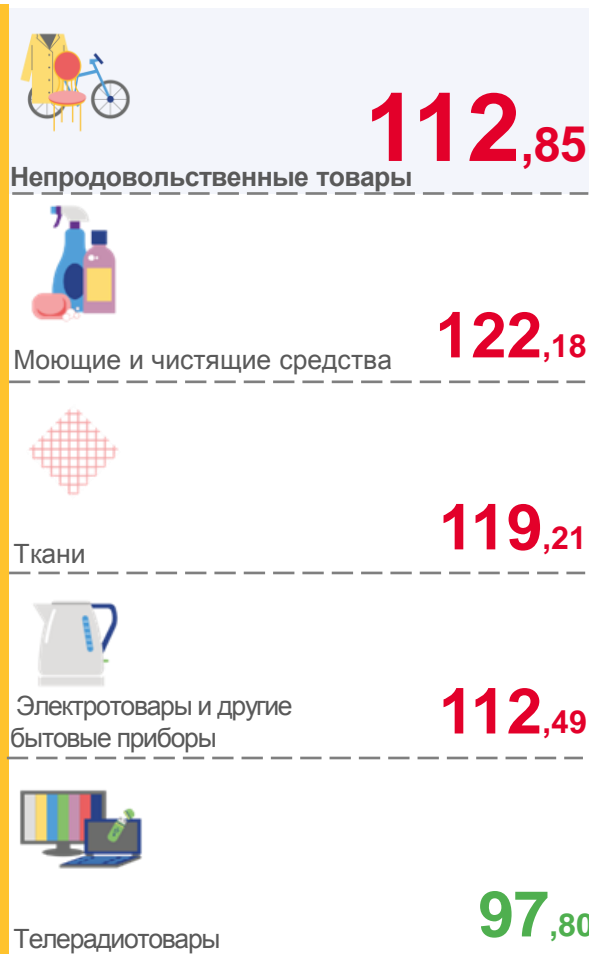 112,85
Непродовольственные товары
122,18
Моющие и чистящие средства
119,21
Ткани
Электротовары и другие
112,49
бытовые приборы
97,80
Телерадиотовары